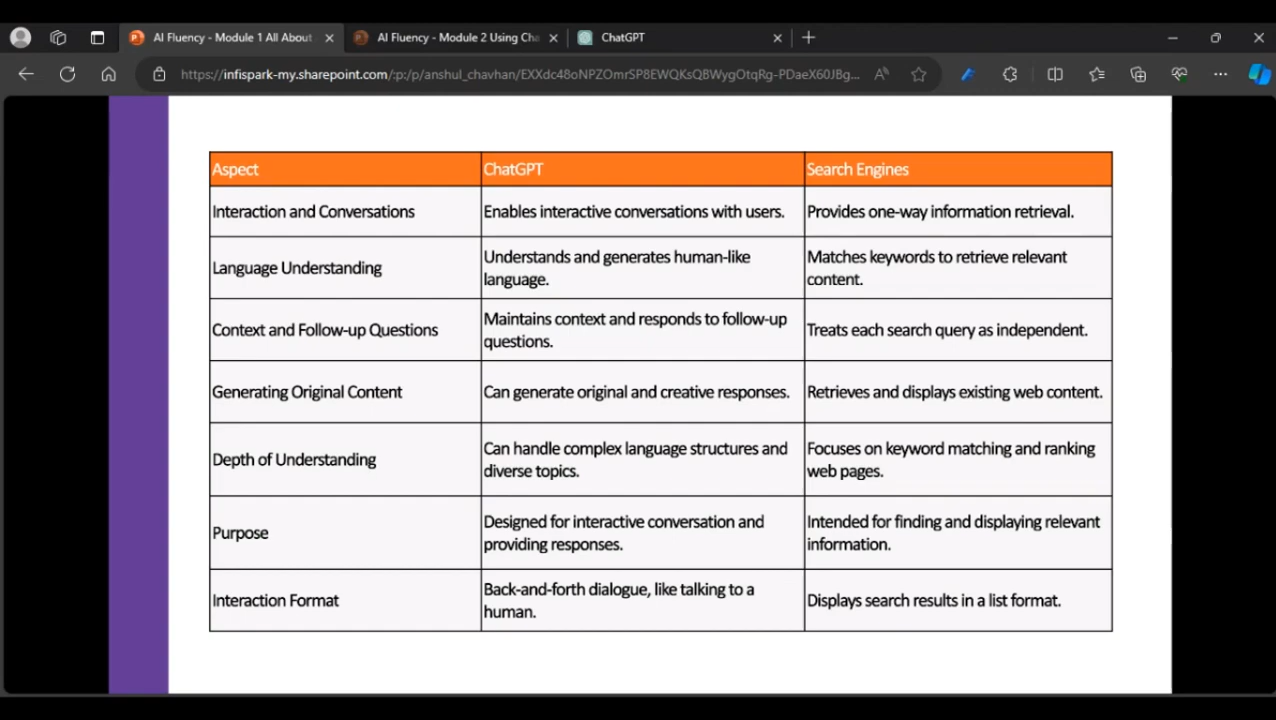 AI Fluency - Module 1 All About
AI Fluency - Module 2 Using Cha
ChatGPT
https://infispark-my.sharepoint.com/:p:/p/anshul_chavhan/EXXdc48oNPZOmrSP8EWQKsQBWygOtqRg-PDaeX60JBg...
Aspect
ChatGPT
Search Engines
Interaction and Conversations
Enables interactive conversations with users.
Provides one-way information retrieval.
Language Understanding
Understands and generates human-like
language.
Matches keywords to retrieve relevant
content.
Context and Follow-up Questions
Maintains context and responds to follow-up
questions.
Treats each search query as independent.
Generating Original Content
Can generate original and creative responses.
Retrieves and displays existing web content.
Depth of Understanding
Can handle complex language structures and
diverse topics.
Focuses on keyword matching and ranking
web pages.
Purpose
Designed for interactive conversation and
providing responses.
Intended for finding and displaying relevant
information.
Interaction Format
Back-and-forth dialogue, like talking to a
human.
Displays search results in a list format.